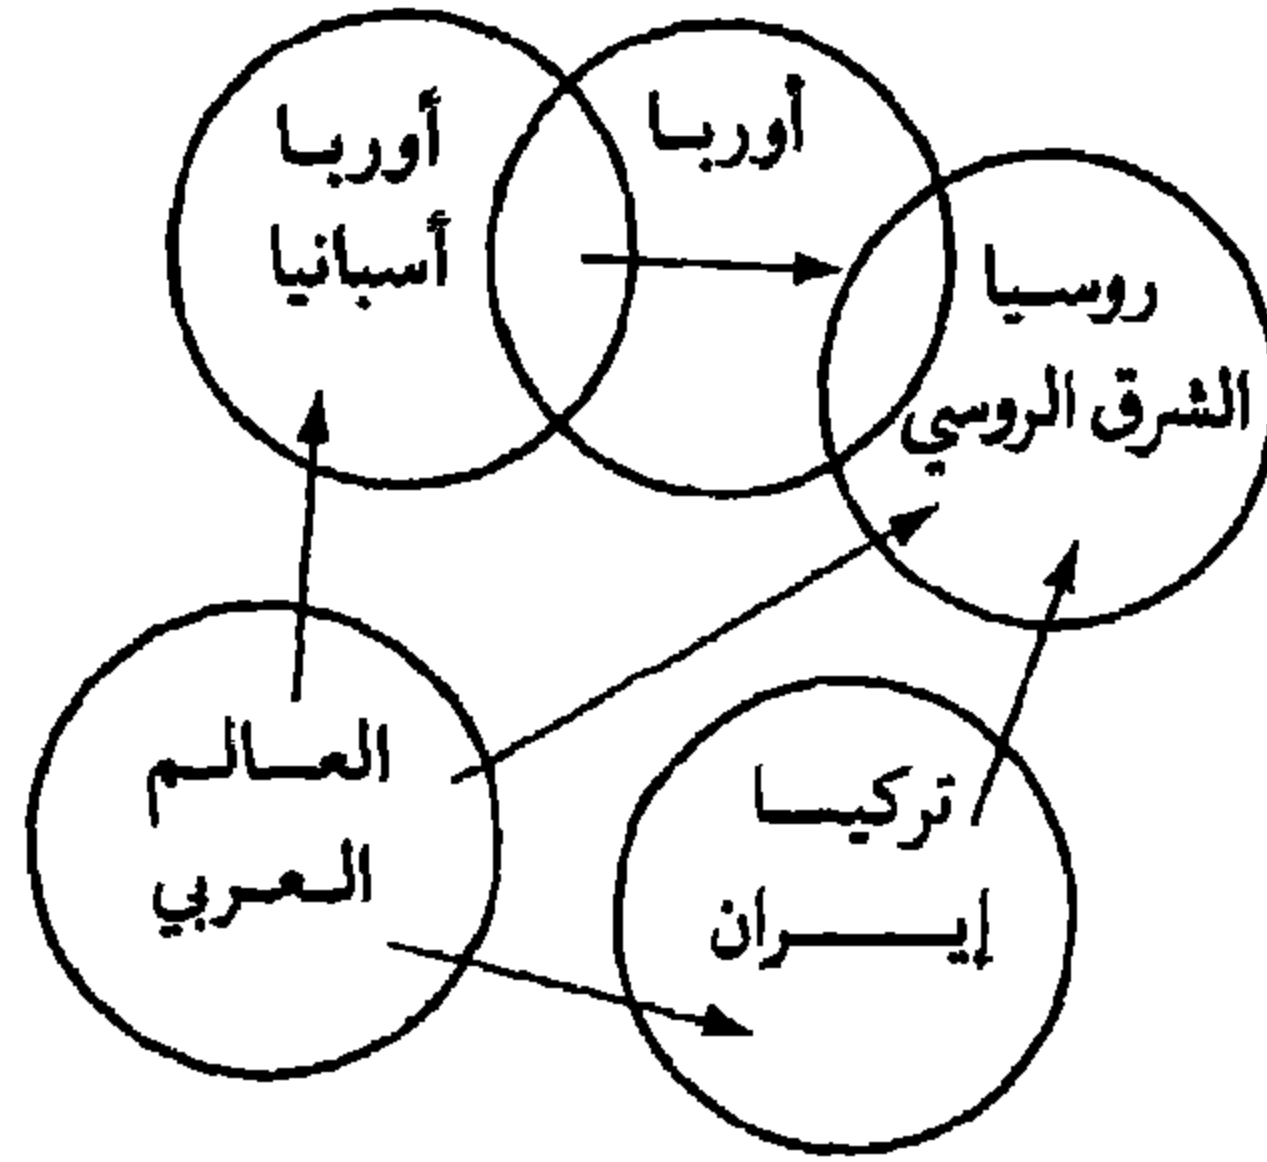 أوربا
أسبانيا
أوربا
روسيا
الشرق الروسي
العالم
العربي
تركيا
إيران